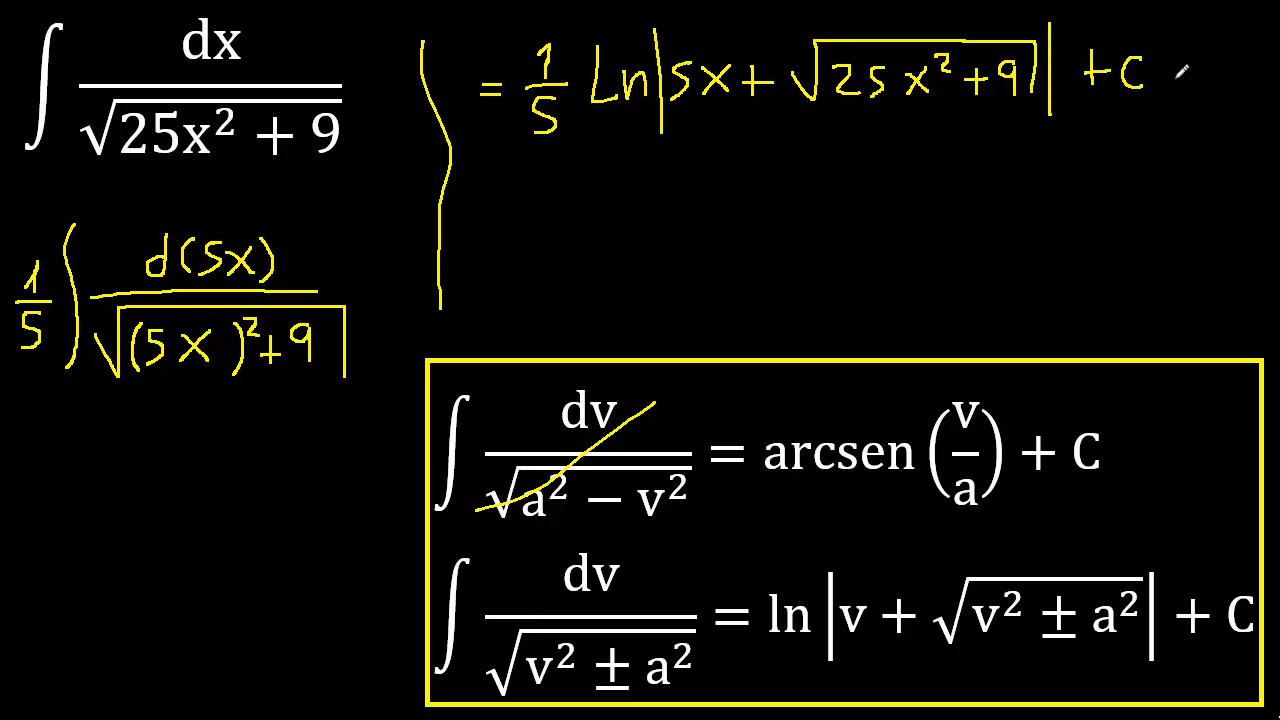 ∫ dx / √(25x² + 9)
= 1/5 Ln|5x + √(25x² + 9)| + C
1/5 ∫ d(5x) / √((5x)² + 9)
∫ dv / √(a² − v²) = arcsen (v/a) + C
∫ dv / √(v² ± a²) = ln |v + √(v² ± a²)| + C